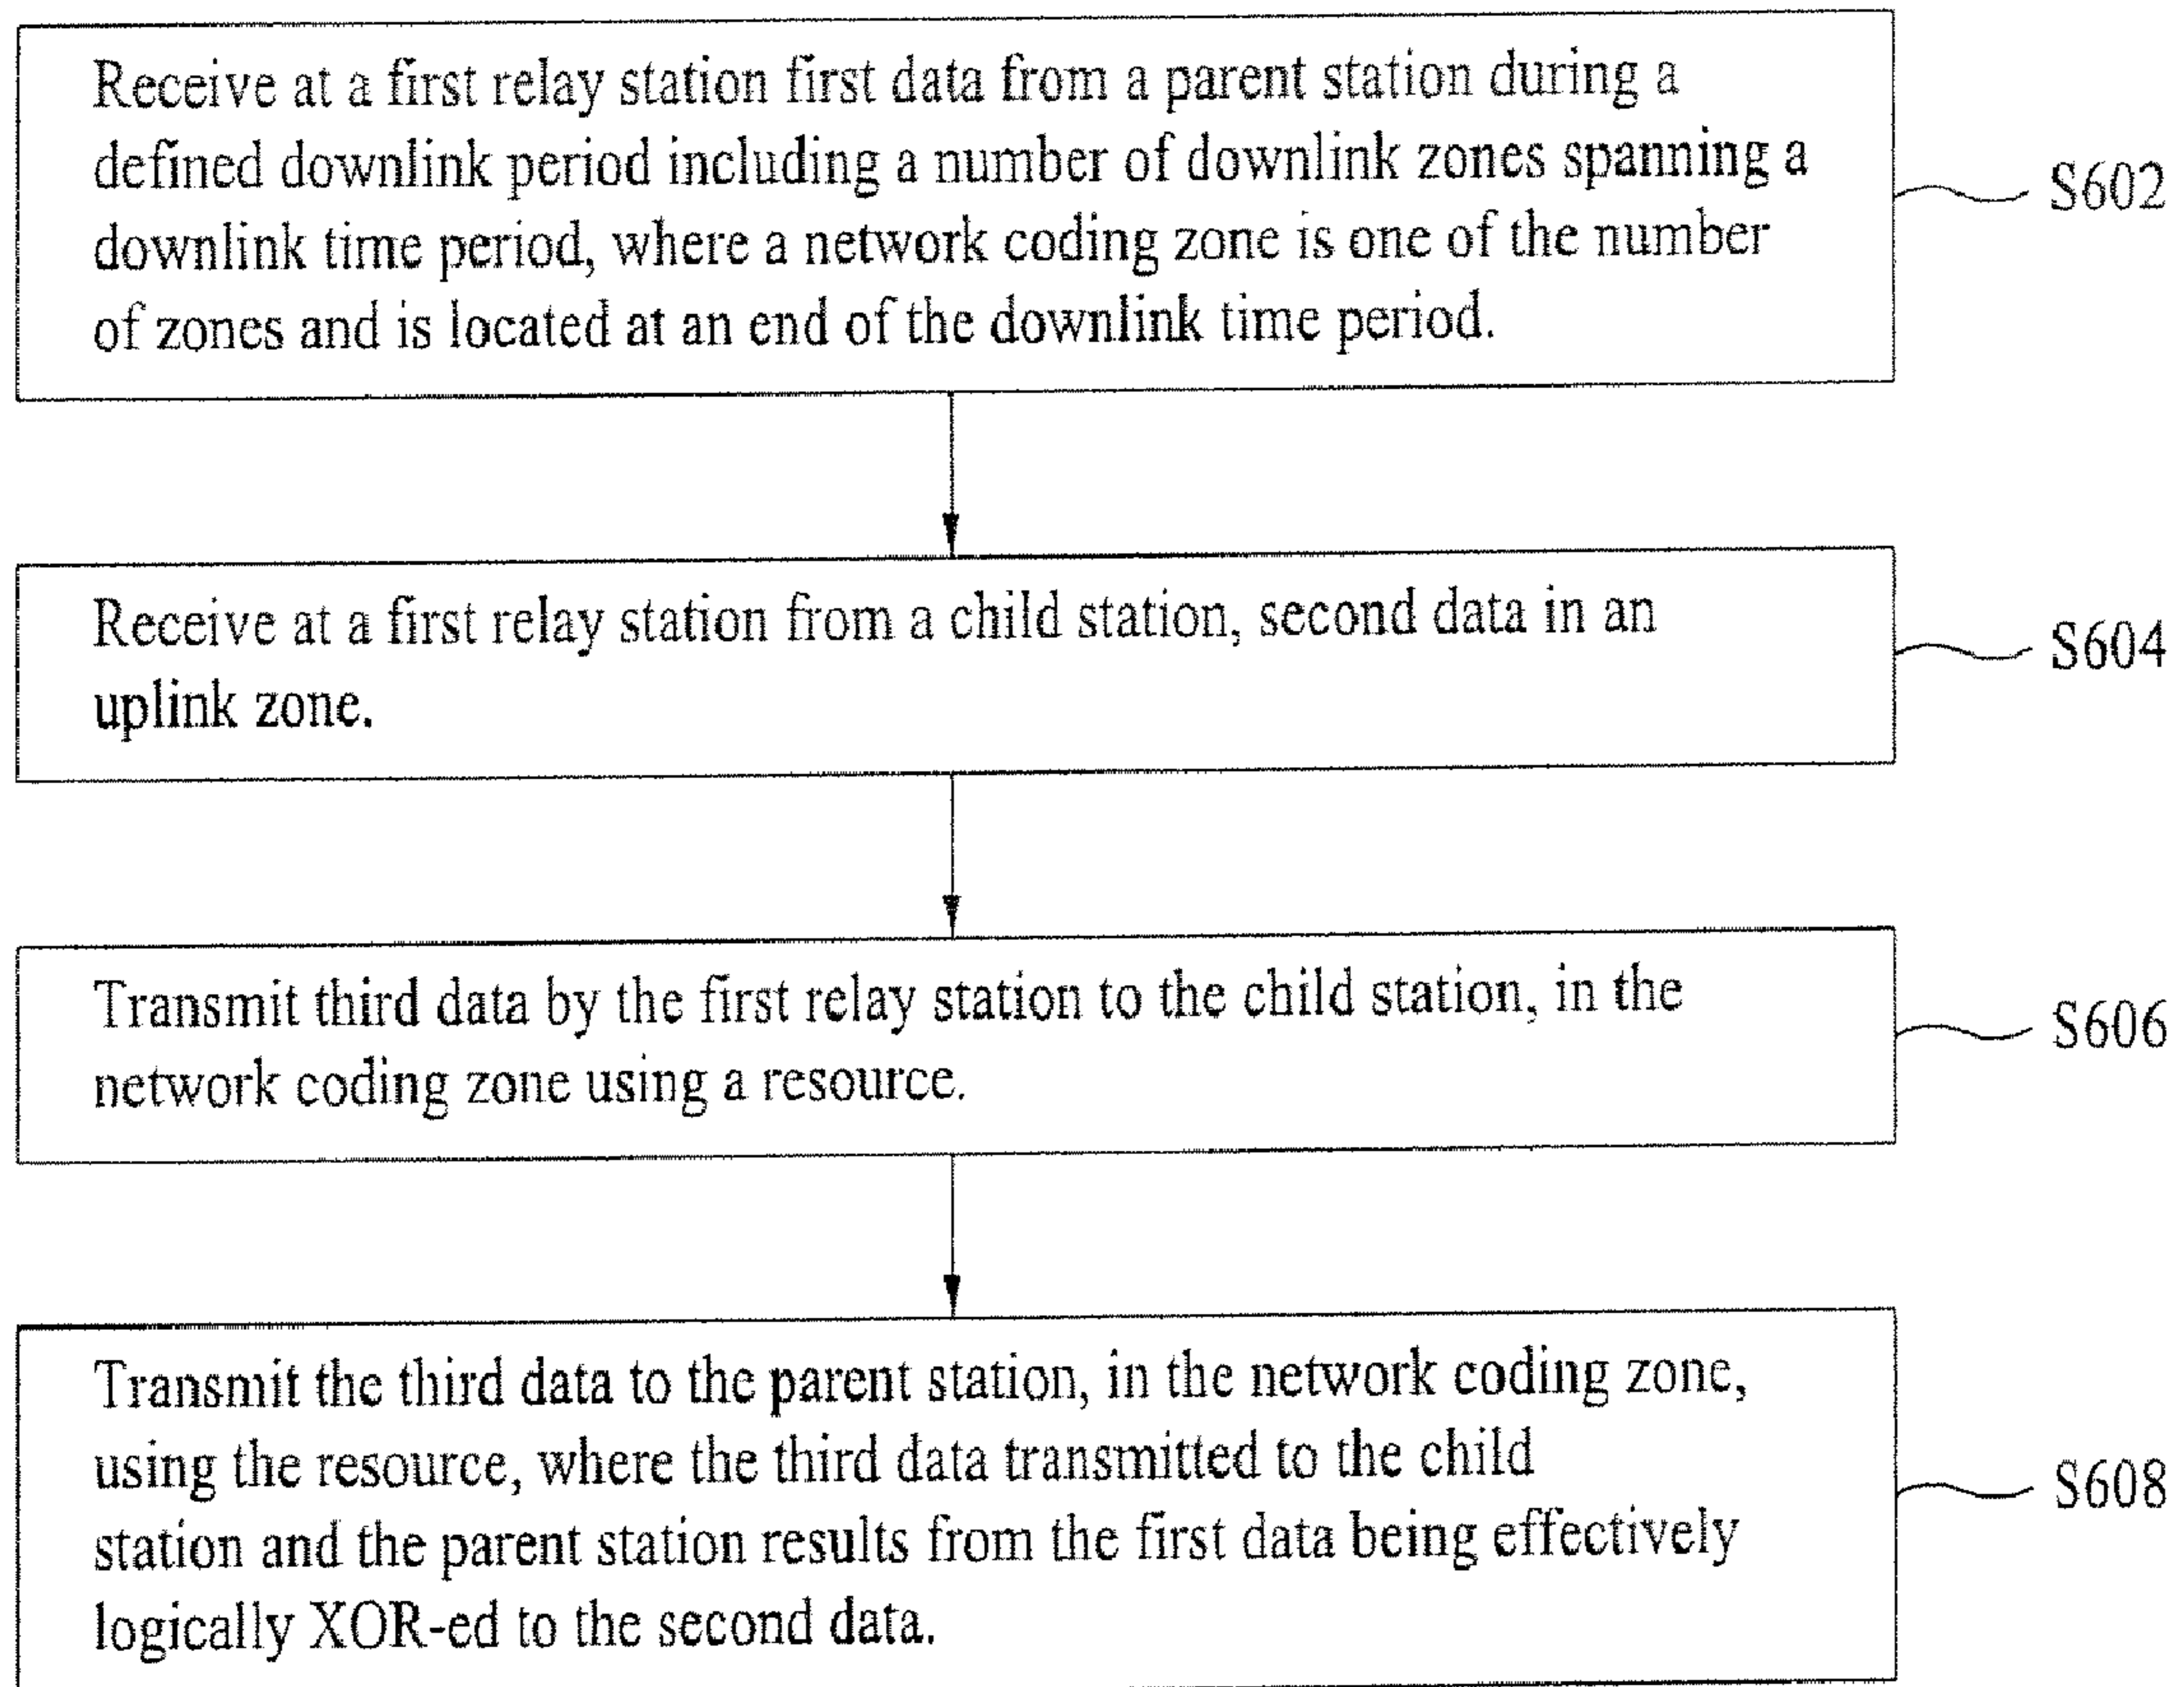 Receive at a first relay station first data from a parent station during a
defined downlink period including a number of downlink zones spanning a
downlink time period, where a network coding zone is one of the number
of zones and is located at an end of the downlink time period.
S602
Receive at a first relay station from a child station, second data in an
uplink zone.
S604
Transmit third data by the first relay station to the child station, in the
network coding zone using a resource.
S606
Transmit the third data to the parent station, in the network coding zone,
using the resource, where the third data transmitted to the child
station and the parent station results from the first data being effectively
logically XOR-ed to the second data.
S608